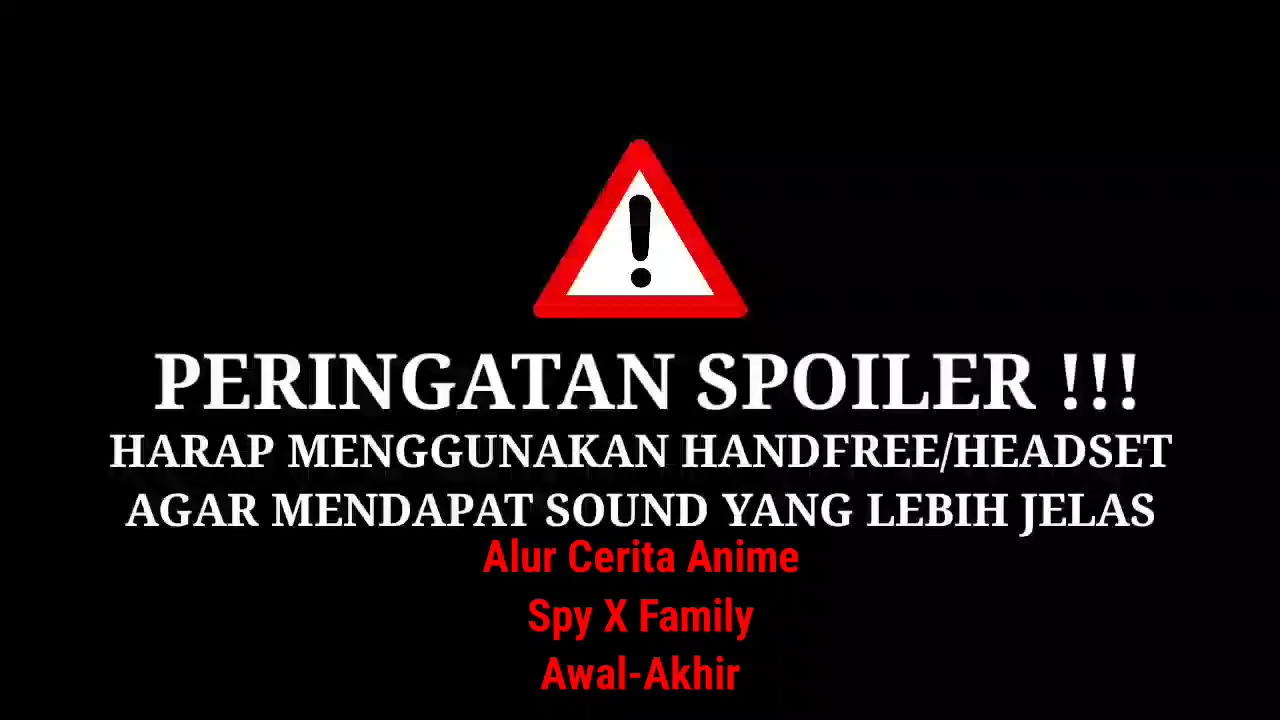 PERINGATAN SPOILER !!!
HARAP MENGGUNAKAN HANDFREE/HEADSET
AGAR MENDAPAT SOUND YANG LEBIH JELAS
Alur Cerita Anime
Spy X Family
Awal-Akhir